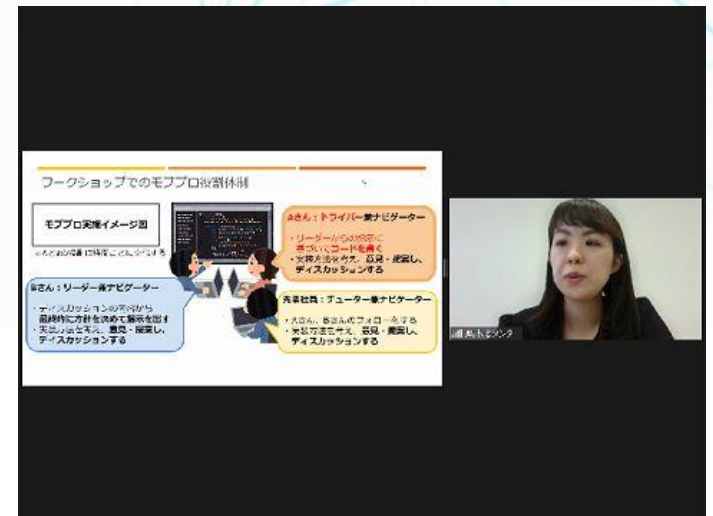 ワークショップでのモブプロ役割体制
モブプロ実施イメージ図
Aさん：ドライバー兼ナビゲーター
・リーダーからの指示に
基づいてコードを書く
・実装方法を考え、意見・提案し、
ディスカッションする
Bさん：リーダー兼ナビゲーター
・ディスカッションの内容から
最終的に方針を決めて指示を出す
・実装方法を考え、意見・提案し、
ディスカッションする
先輩社員：チューター兼ナビゲーター
・Aさん、Bさんのフォローをする
・実装方法を考え、意見・提案し、
ディスカッションする